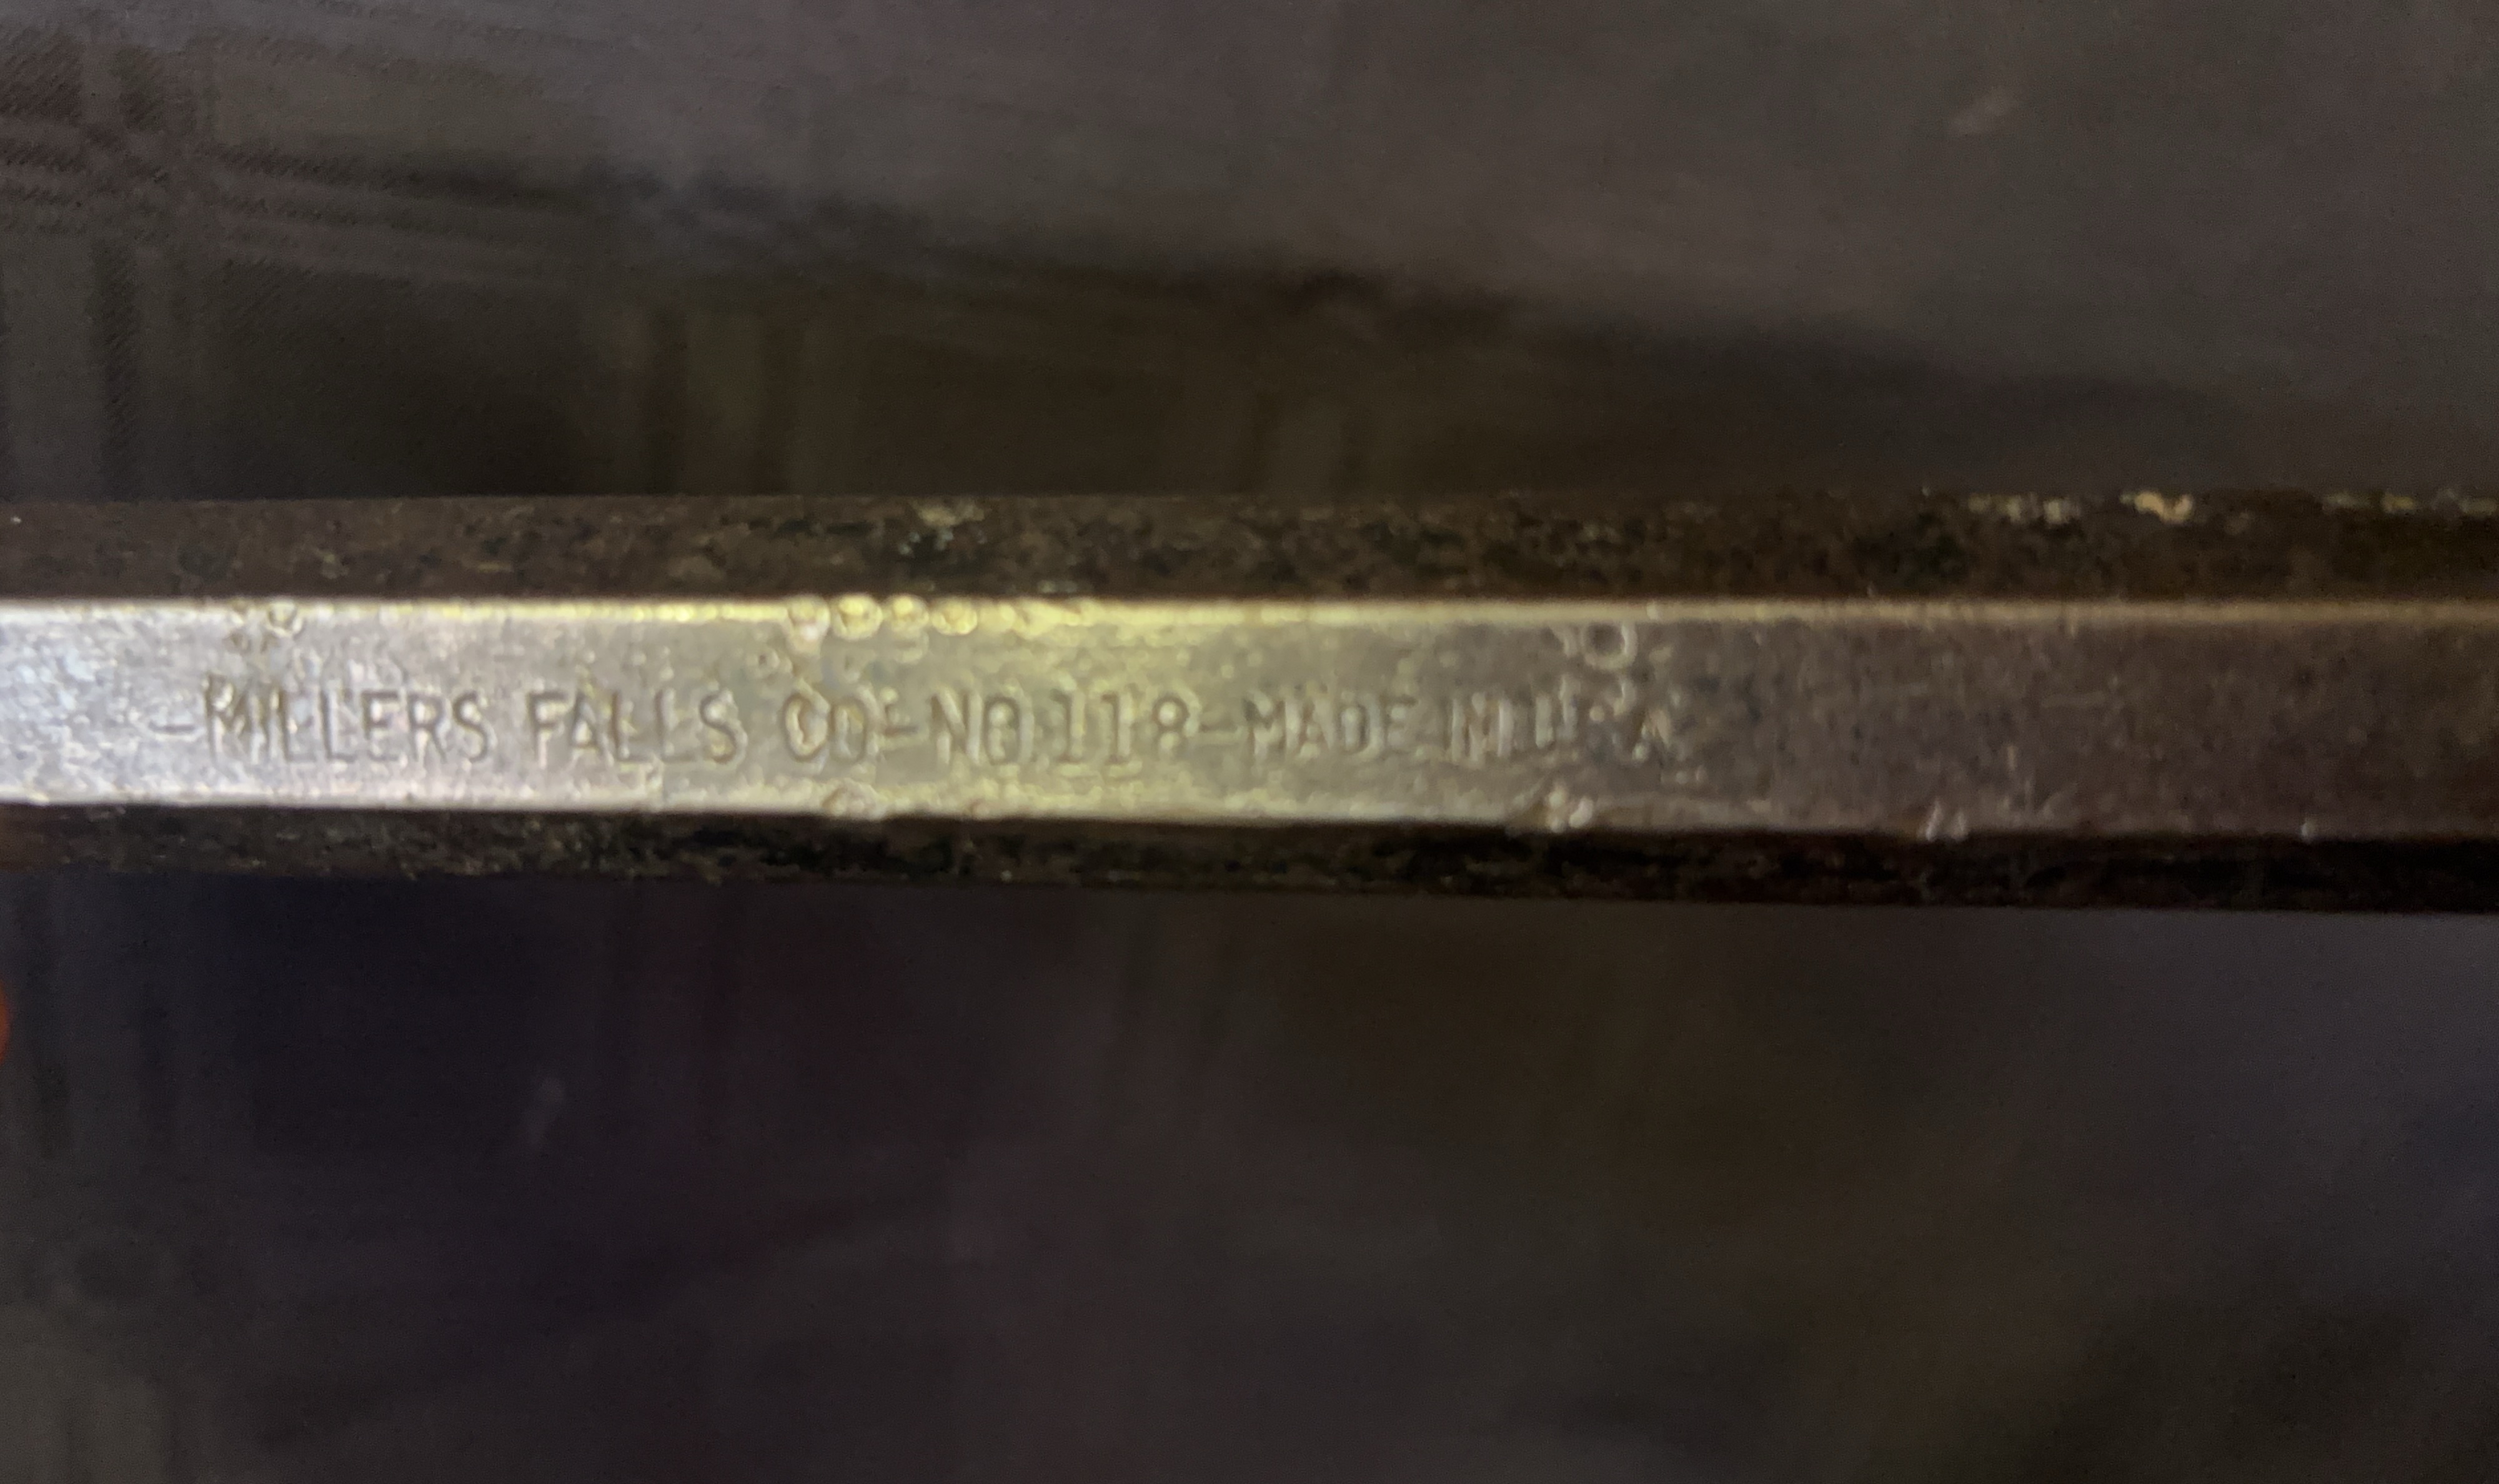 -MILLERS FALLS CO-NO.118-MADE IN U.S.A.